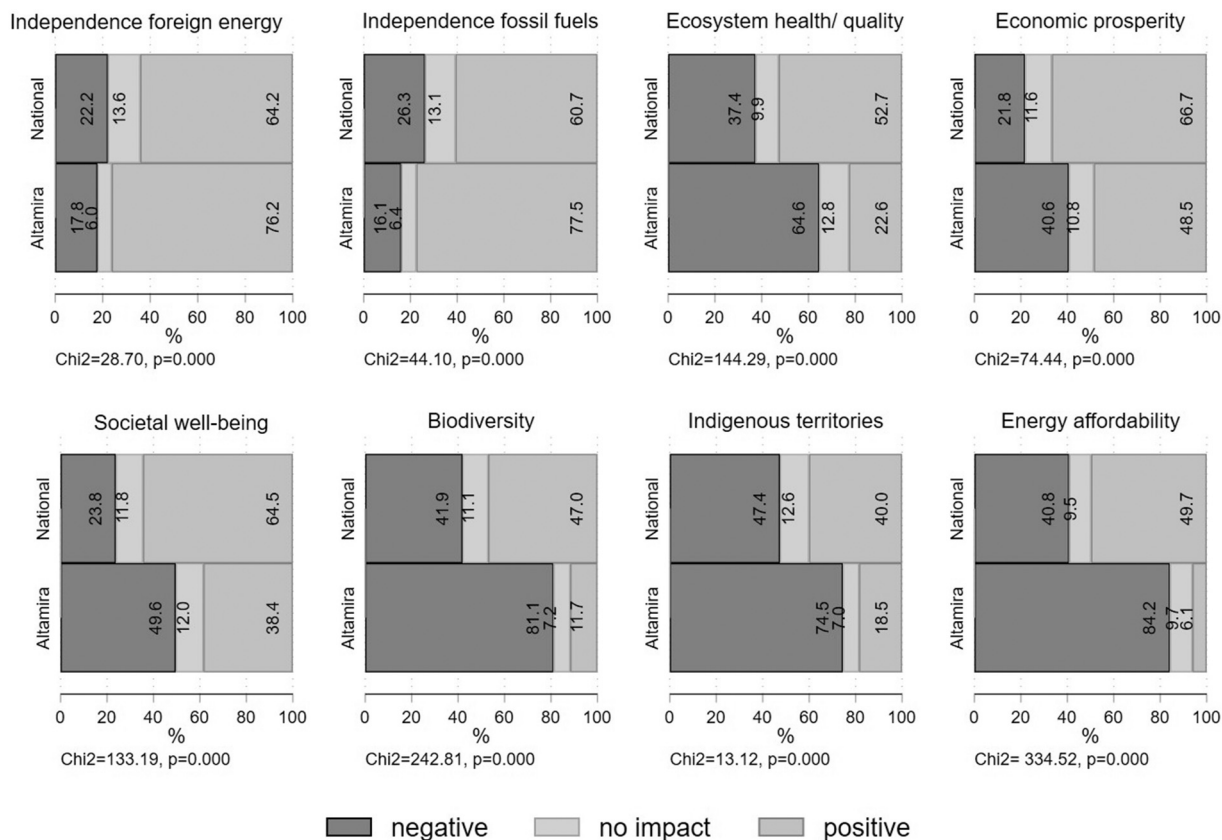 Independence foreign energy
National 22.2 13.6 64.2
Altamira 17.8 6.0 76.2
0 20 40 60 80 100
%
Chi2=28.70, p=0.000
Independence fossil fuels
National 26.3 13.1 60.7
Altamira 16.1 6.4 77.5
0 20 40 60 80 100
%
Chi2=44.10, p=0.000
Ecosystem health/ quality
National 37.4 9.9 52.7
Altamira 64.6 12.8 22.6
0 20 40 60 80 100
%
Chi2=144.29, p=0.000
Economic prosperity
National 21.8 11.6 66.7
Altamira 40.6 10.8 48.5
0 20 40 60 80 100
%
Chi2=74.44, p=0.000
Societal well-being
National 23.8 11.8 64.5
Altamira 49.6 12.0 38.4
0 20 40 60 80 100
%
Chi2=133.19, p=0.000
Biodiversity
National 41.9 11.1 47.0
Altamira 81.1 7.2 11.7
0 20 40 60 80 100
%
Chi2=242.81, p=0.000
Indigenous territories
National 47.4 12.6 40.0
Altamira 74.5 7.0 18.5
0 20 40 60 80 100
%
Chi2=13.12, p=0.000
Energy affordability
National 40.8 9.5 49.7
Altamira 84.2 9.7 6.1
0 20 40 60 80 100
%
Chi2= 334.52, p=0.000
negative no impact positive